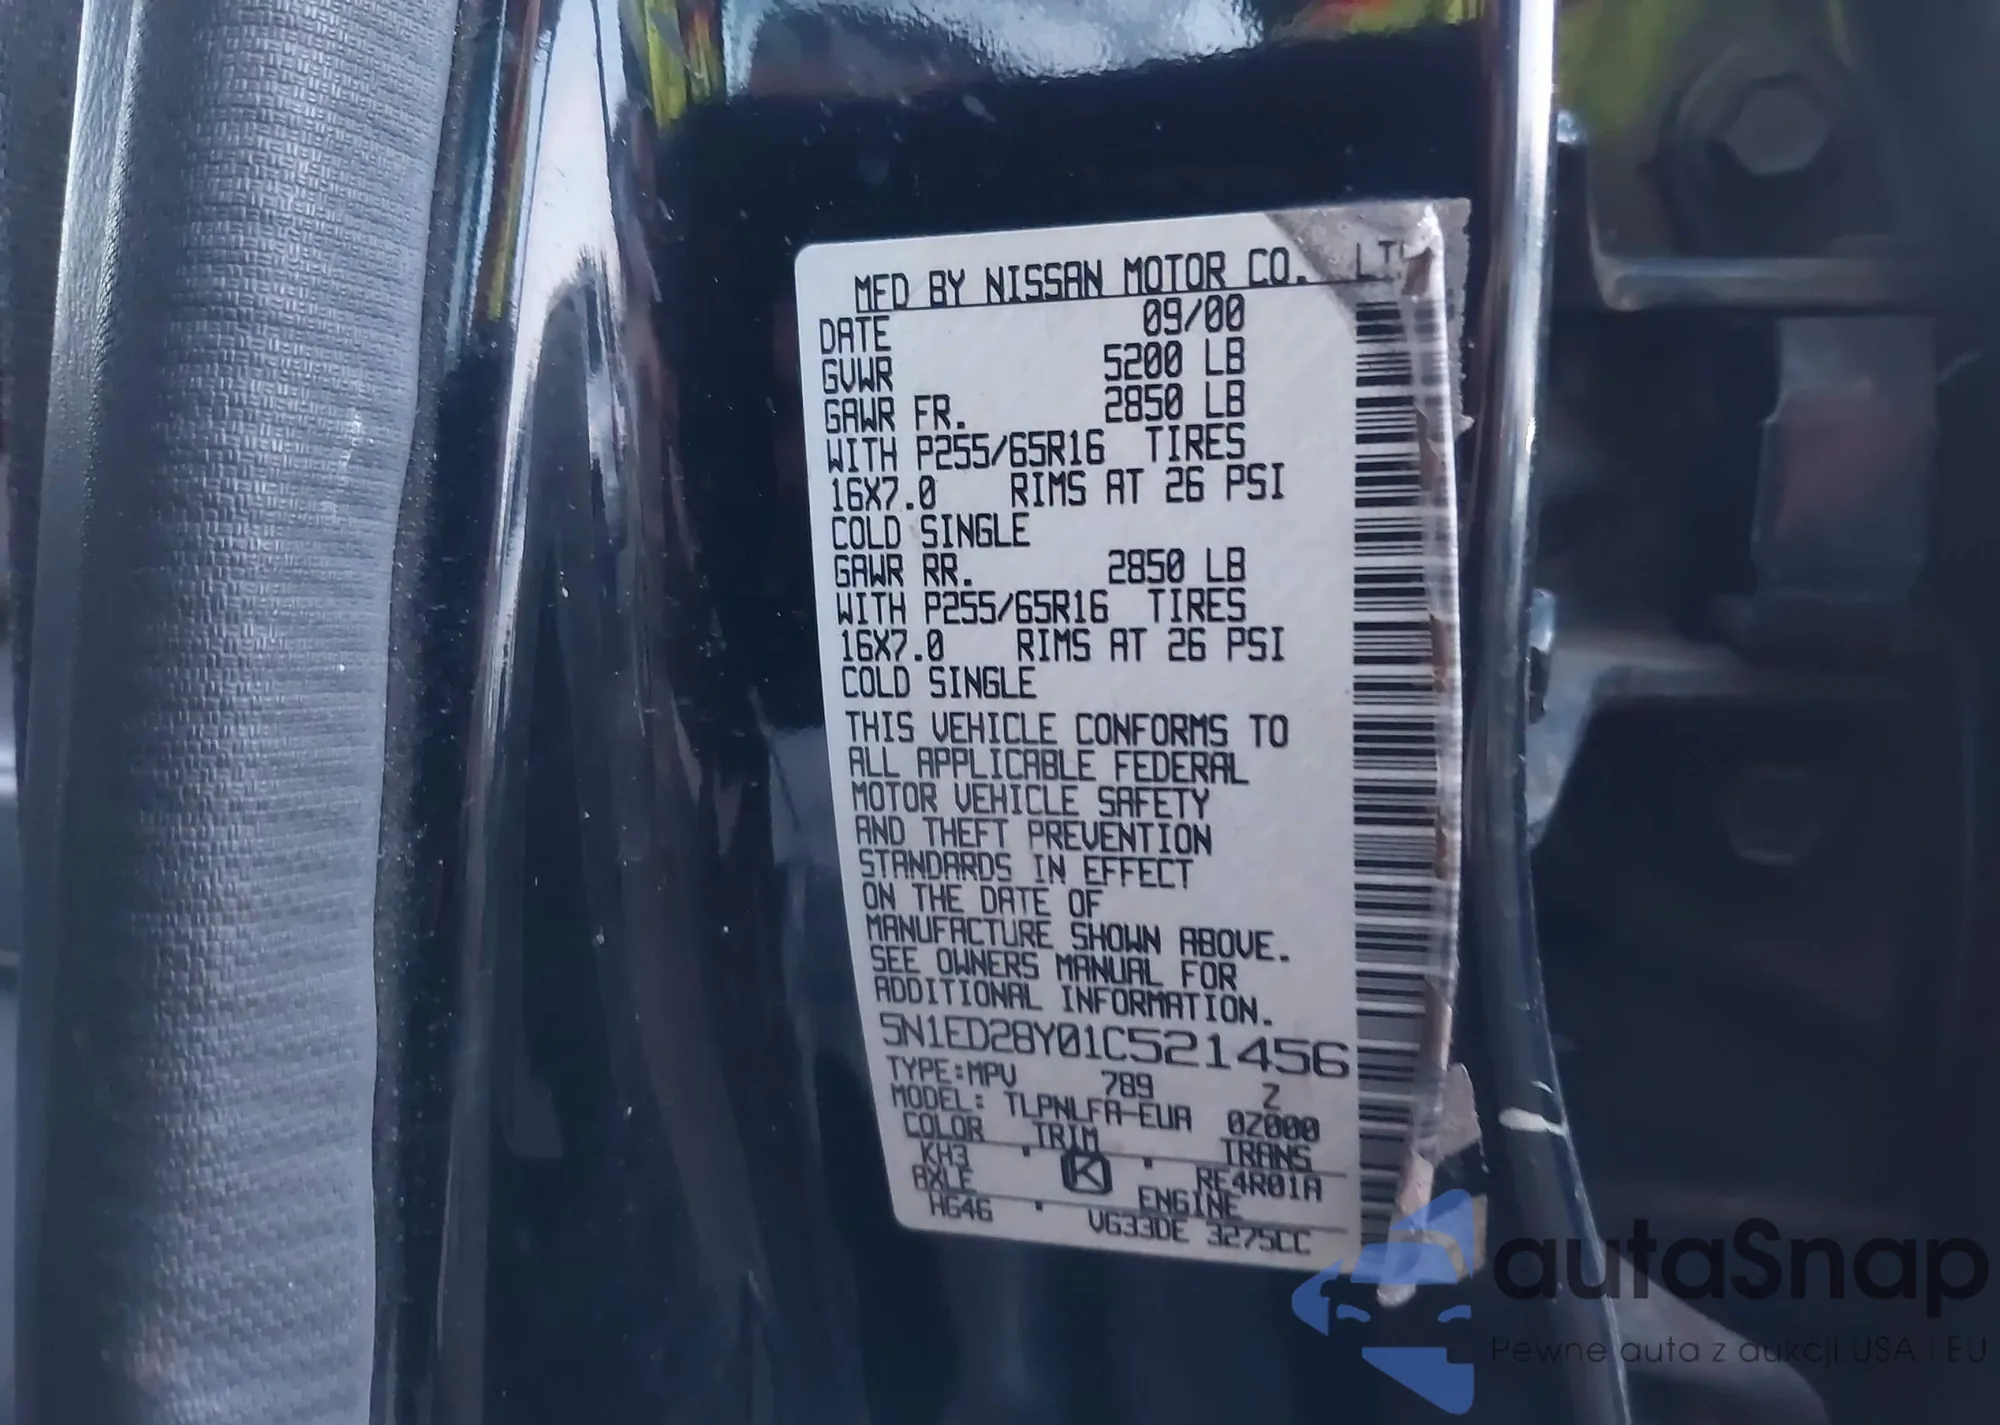 MFD BY NISSAN MOTOR CO. LTD
DATE 09/00
GVWR 5200 LB
GAWR FR. 2850 LB
WITH P255/65R16 TIRES
16X7.0 RIMS AT 26 PSI
COLD SINGLE
GAWR RR. 2850 LB
WITH P255/65R16 TIRES
16X7.0 RIMS AT 26 PSI
COLD SINGLE
THIS VEHICLE CONFORMS TO
ALL APPLICABLE FEDERAL
MOTOR VEHICLE SAFETY
AND THEFT PREVENTION
STANDARDS IN EFFECT
ON THE DATE OF
MANUFACTURE SHOWN ABOVE.
SEE OWNERS MANUAL FOR
ADDITIONAL INFORMATION.
5N1ED28Y01C521456
TYPE:MPV 789 Z
MODEL: TLPNLFA-EUA 0Z000
COLOR TRIM TRANS
KH3 · K · RE4R01A
AXLE ENGINE
HG46 · VG33DE 3275CC
autoSnap
Pewne auta z aukcji USA i EU